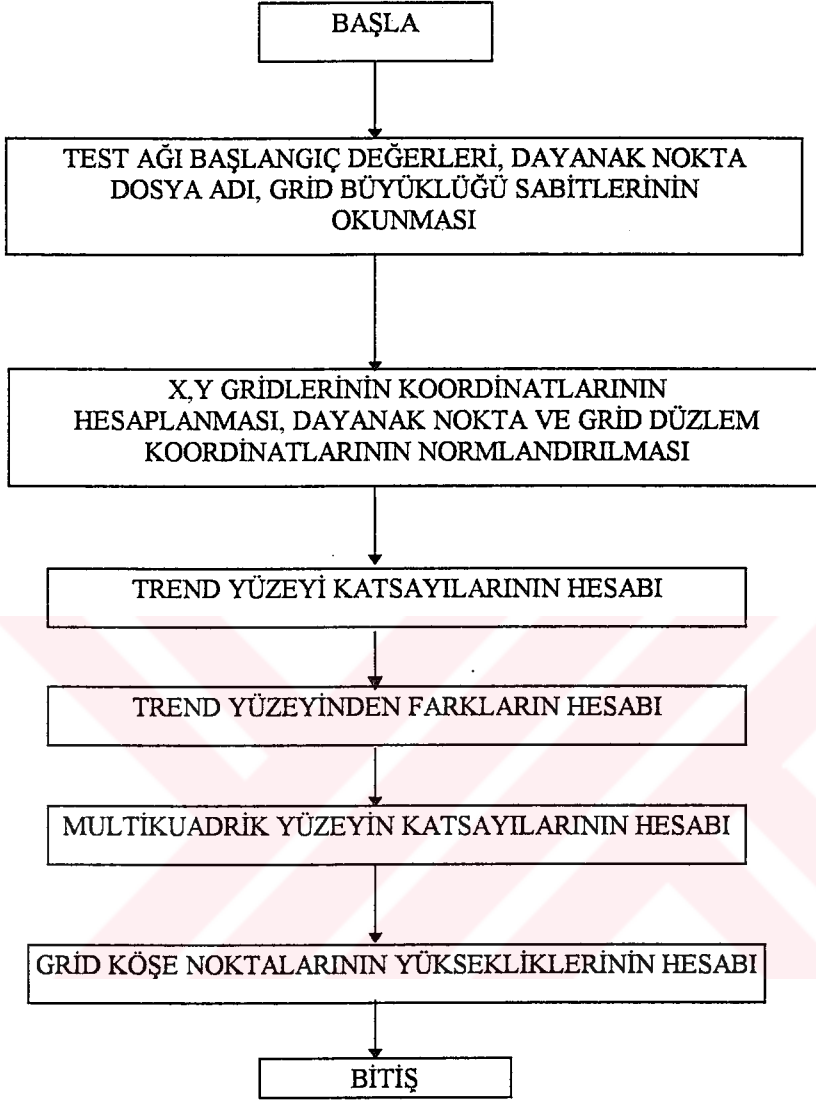 BAŞLA
TEST AĞI BAŞLANGIÇ DEĞERLERİ, DAYANAK NOKTA
DOSYA ADI, GRİD BÜYÜKLÜĞÜ SABİTLERİNİN
OKUNMASI
X,Y GRİDLERİNİN KOORDİNATLARININ
HESAPLANMASI, DAYANAK NOKTA VE GRİD DÜZLEM
KOORDİNATLARININ NORMLANDIRILMASI
TREND YÜZEYİ KATSAYILARININ HESABI
TREND YÜZEYİNDEN FARKLARIN HESABI
MULTİKUADRİK YÜZEYİN KATSAYILARININ HESABI
GRİD KÖŞE NOKTALARININ YÜKSEKLİKLERİNİN HESABI
BİTİŞ